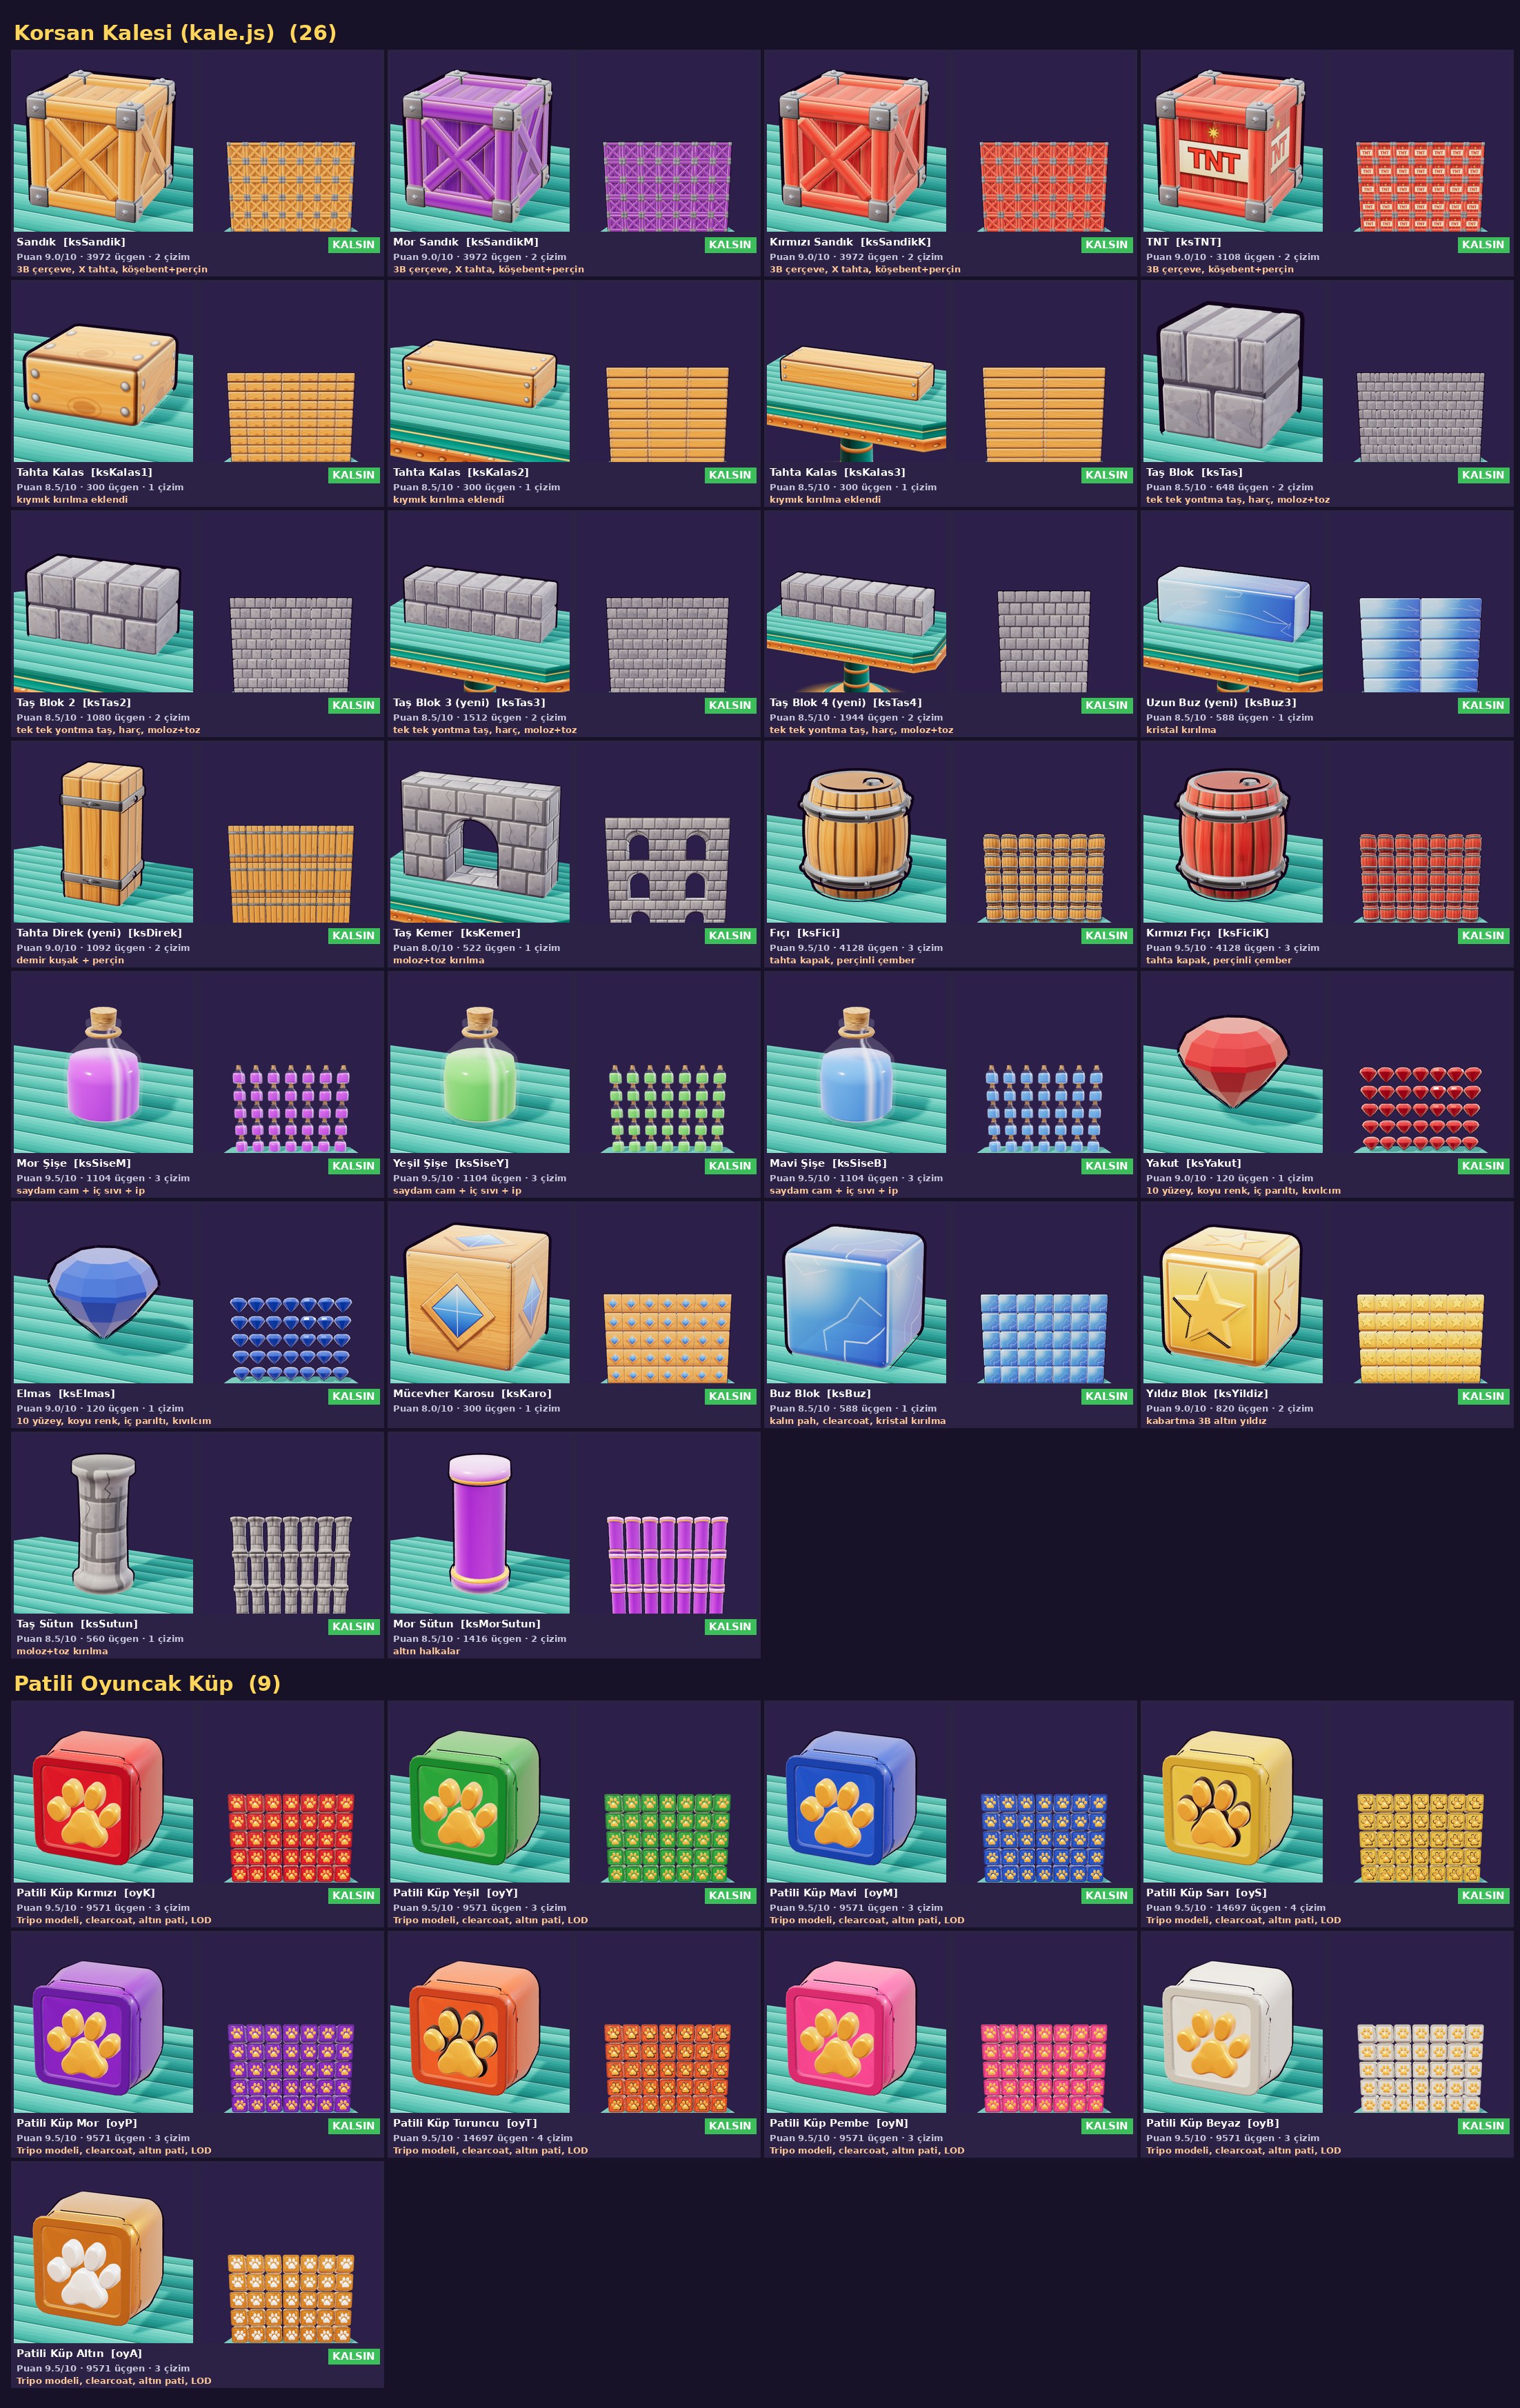 Korsan Kalesi (kale.js) (26)
TNT
TNT
Sandık [ksSandik]
Puan 9.0/10 · 3972 üçgen · 2 çizim
3B çerçeve, X tahta, köşebent+perçin
KALSIN
Mor Sandık [ksSandikM]
Puan 9.0/10 · 3972 üçgen · 2 çizim
3B çerçeve, X tahta, köşebent+perçin
KALSIN
Kırmızı Sandık [ksSandikK]
Puan 9.0/10 · 3972 üçgen · 2 çizim
3B çerçeve, X tahta, köşebent+perçin
KALSIN
TNT [ksTNT]
Puan 9.0/10 · 3108 üçgen · 2 çizim
3B çerçeve, köşebent+perçin
KALSIN
Tahta Kalas [ksKalas1]
Puan 8.5/10 · 300 üçgen · 1 çizim
kıymık kırılma eklendi
KALSIN
Tahta Kalas [ksKalas2]
Puan 8.5/10 · 300 üçgen · 1 çizim
kıymık kırılma eklendi
KALSIN
Tahta Kalas [ksKalas3]
Puan 8.5/10 · 300 üçgen · 1 çizim
kıymık kırılma eklendi
KALSIN
Taş Blok [ksTas]
Puan 8.5/10 · 648 üçgen · 2 çizim
tek tek yontma taş, harç, moloz+toz
KALSIN
Taş Blok 2 [ksTas2]
Puan 8.5/10 · 1080 üçgen · 2 çizim
tek tek yontma taş, harç, moloz+toz
KALSIN
Taş Blok 3 (yeni) [ksTas3]
Puan 8.5/10 · 1512 üçgen · 2 çizim
tek tek yontma taş, harç, moloz+toz
KALSIN
Taş Blok 4 (yeni) [ksTas4]
Puan 8.5/10 · 1944 üçgen · 2 çizim
tek tek yontma taş, harç, moloz+toz
KALSIN
Uzun Buz (yeni) [ksBuz3]
Puan 8.5/10 · 588 üçgen · 1 çizim
kristal kırılma
KALSIN
Tahta Direk (yeni) [ksDirek]
Puan 9.0/10 · 1092 üçgen · 2 çizim
demir kuşak + perçin
KALSIN
Taş Kemer [ksKemer]
Puan 8.0/10 · 522 üçgen · 1 çizim
moloz+toz kırılma
KALSIN
Fıçı [ksFici]
Puan 9.5/10 · 4128 üçgen · 3 çizim
tahta kapak, perçinli çember
KALSIN
Kırmızı Fıçı [ksFiciK]
Puan 9.5/10 · 4128 üçgen · 3 çizim
tahta kapak, perçinli çember
KALSIN
Mor Şişe [ksSiseM]
Puan 9.5/10 · 1104 üçgen · 3 çizim
saydam cam + iç sıvı + ip
KALSIN
Yeşil Şişe [ksSiseY]
Puan 9.5/10 · 1104 üçgen · 3 çizim
saydam cam + iç sıvı + ip
KALSIN
Mavi Şişe [ksSiseB]
Puan 9.5/10 · 1104 üçgen · 3 çizim
saydam cam + iç sıvı + ip
KALSIN
Yakut [ksYakut]
Puan 9.0/10 · 120 üçgen · 1 çizim
10 yüzey, koyu renk, iç parıltı, kıvılcım
KALSIN
Elmas [ksElmas]
Puan 9.0/10 · 120 üçgen · 1 çizim
10 yüzey, koyu renk, iç parıltı, kıvılcım
KALSIN
Mücevher Karosu [ksKaro]
Puan 8.0/10 · 300 üçgen · 1 çizim
KALSIN
Buz Blok [ksBuz]
Puan 8.5/10 · 588 üçgen · 1 çizim
kalın pah, clearcoat, kristal kırılma
KALSIN
Yıldız Blok [ksYildiz]
Puan 9.0/10 · 820 üçgen · 2 çizim
kabartma 3B altın yıldız
KALSIN
Taş Sütun [ksSutun]
Puan 8.5/10 · 560 üçgen · 1 çizim
moloz+toz kırılma
KALSIN
Mor Sütun [ksMorSutun]
Puan 8.5/10 · 1416 üçgen · 2 çizim
altın halkalar
KALSIN
Patili Oyuncak Küp (9)
Patili Küp Kırmızı [oyK]
Puan 9.5/10 · 9571 üçgen · 3 çizim
Tripo modeli, clearcoat, altın pati, LOD
KALSIN
Patili Küp Yeşil [oyY]
Puan 9.5/10 · 9571 üçgen · 3 çizim
Tripo modeli, clearcoat, altın pati, LOD
KALSIN
Patili Küp Mavi [oyM]
Puan 9.5/10 · 9571 üçgen · 3 çizim
Tripo modeli, clearcoat, altın pati, LOD
KALSIN
Patili Küp Sarı [oyS]
Puan 9.5/10 · 14697 üçgen · 4 çizim
Tripo modeli, clearcoat, altın pati, LOD
KALSIN
Patili Küp Mor [oyP]
Puan 9.5/10 · 9571 üçgen · 3 çizim
Tripo modeli, clearcoat, altın pati, LOD
KALSIN
Patili Küp Turuncu [oyT]
Puan 9.5/10 · 14697 üçgen · 4 çizim
Tripo modeli, clearcoat, altın pati, LOD
KALSIN
Patili Küp Pembe [oyN]
Puan 9.5/10 · 9571 üçgen · 3 çizim
Tripo modeli, clearcoat, altın pati, LOD
KALSIN
Patili Küp Beyaz [oyB]
Puan 9.5/10 · 9571 üçgen · 3 çizim
Tripo modeli, clearcoat, altın pati, LOD
KALSIN
Patili Küp Altın [oyA]
Puan 9.5/10 · 9571 üçgen · 3 çizim
Tripo modeli, clearcoat, altın pati, LOD
KALSIN